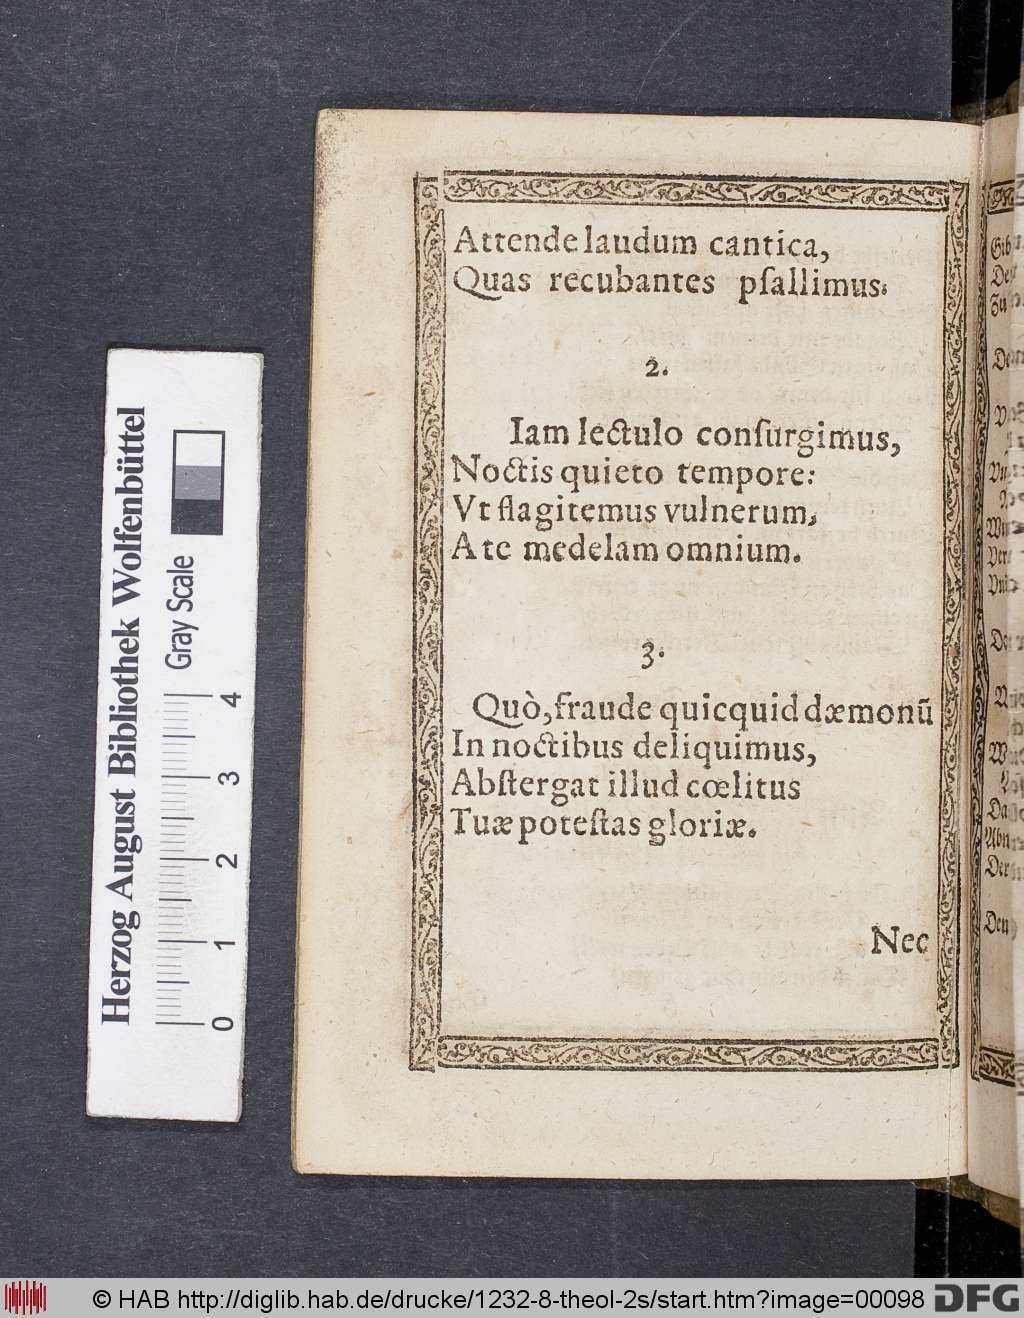 Attende laudum cantica,
Quas recubantes pſallimus.
2.
Iam lectulo conſurgimus,
Noctis quieto tempore:
Vt flagitemus vulnerum,
A te medelam omnium.
3.
Quò, fraude quicquid dæmonū
In noctibus deliquimus,
Abſtergat illud cœlitus
Tuæ poteſtas gloriæ.
Nec
Herzog August Bibliothek Wolfenbüttel
Gray Scale
0 1 2 3 4
© HAB http://diglib.hab.de/drucke/1232-8-theol-2s/start.htm?image=00098
DFG